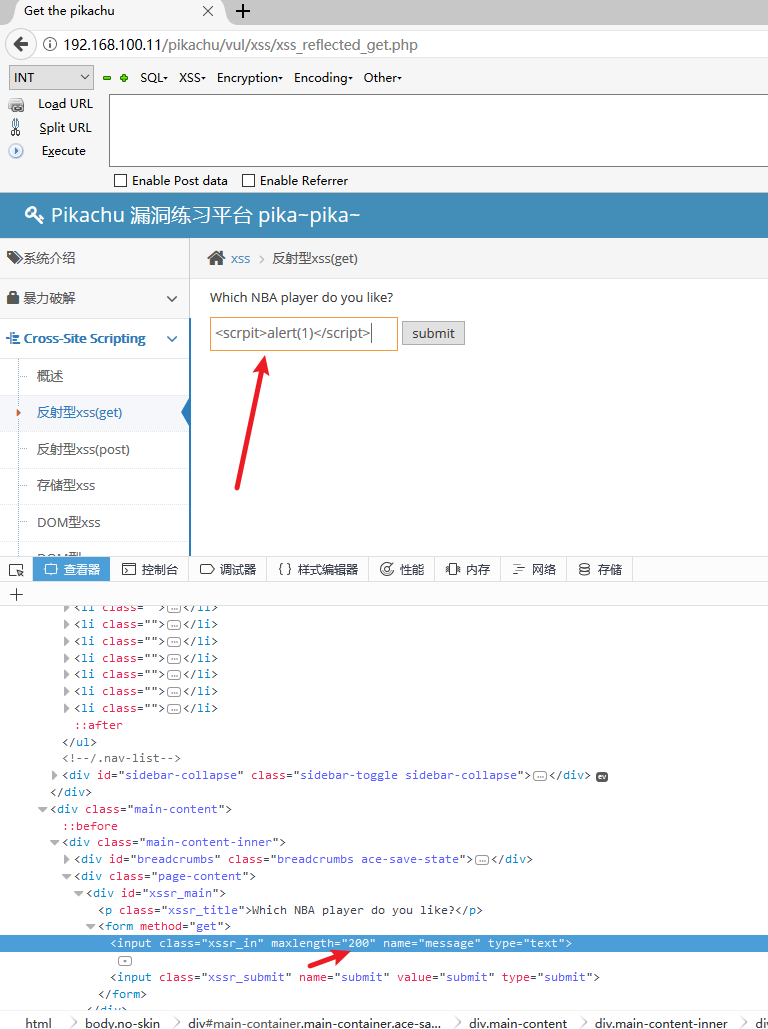 Get the pikachu
192.168.100.11/pikachu/vul/xss/xss_reflected_get.php
INT SQL XSS Encryption Encoding Other
Load URL
Split URL
Execute
Enable Post data Enable Referrer
Pikachu 漏洞练习平台 pika~pika~
系统介绍
xss > 反射型xss(get)
暴力破解
Which NBA player do you like?
Cross-Site Scripting
<scrpit>alert(1)</script> submit
概述
反射型xss(get)
反射型xss(post)
存储型xss
DOM型xss
查看器 控制台 调试器 {} 样式编辑器 性能 内存 网络 存储
<li class="">…</li>
<li class="">…</li>
<li class="">…</li>
<li class="">…</li>
<li class="">…</li>
<li class="">…</li>
<li class="">…</li>
::after
</ul>
<!--/.nav-list-->
<div id="sidebar-collapse" class="sidebar-toggle sidebar-collapse">…</div> ev
</div>
<div class="main-content">
::before
<div class="main-content-inner">
<div id="breadcrumbs" class="breadcrumbs ace-save-state">…</div>
<div class="page-content">
<div id="xssr_main">
<p class="xssr_title">Which NBA player do you like?</p>
<form method="get">
<input class="xssr_in" maxlength="200" name="message" type="text">
<input class="xssr_submit" name="submit" value="submit" type="submit">
</form>
</div>
html > body.no-skin > div#main-container.main-container.ace-sa... > div.main-content > div.main-content-inner > di